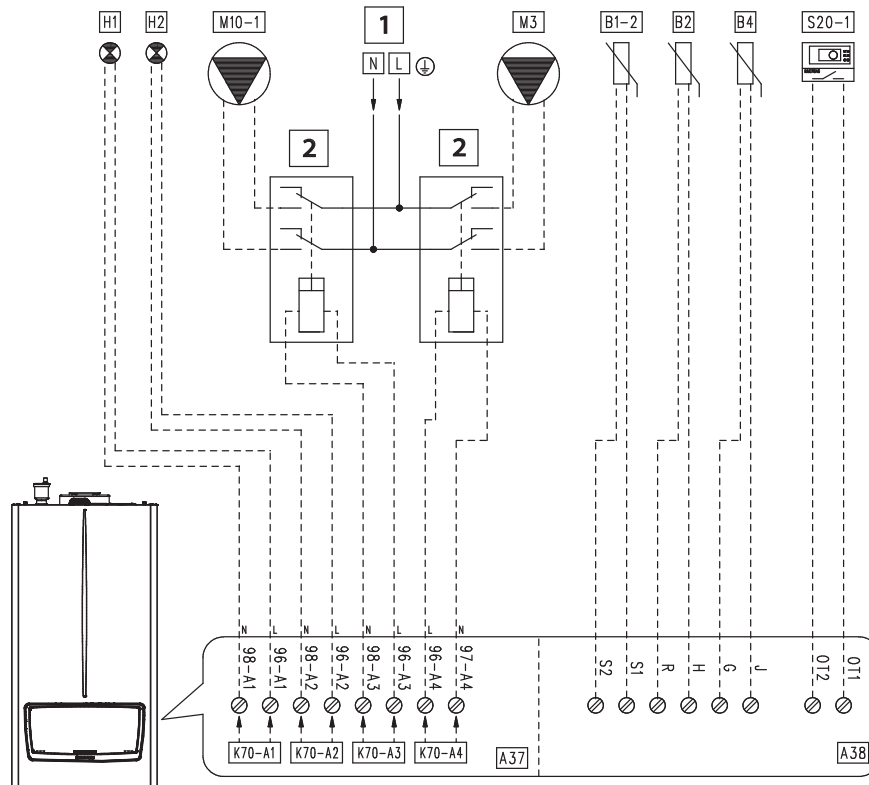 H1 H2 M10-1 1 M3 B1-2 B2 B4 S20-1
N L
2 2
N L N L N L L N
98-A1 96-A1 98-A2 96-A2 98-A3 96-A3 96-A4 97-A4 S2 S1 R H G J OT2 OT1
K70-A1 K70-A2 K70-A3 K70-A4 A37 A38